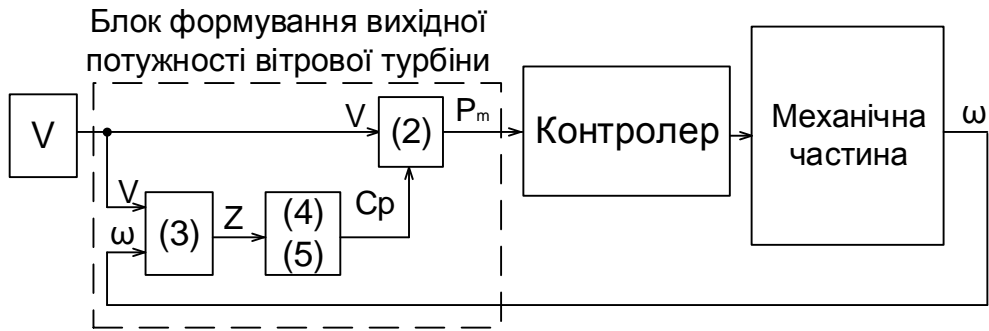 Блок формування вихідної
потужності вітрової турбіни
V
V
(2)
Pm
Контролер
Механічна
частина
ω
V
ω
(3)
Z
(4)
(5)
Cp